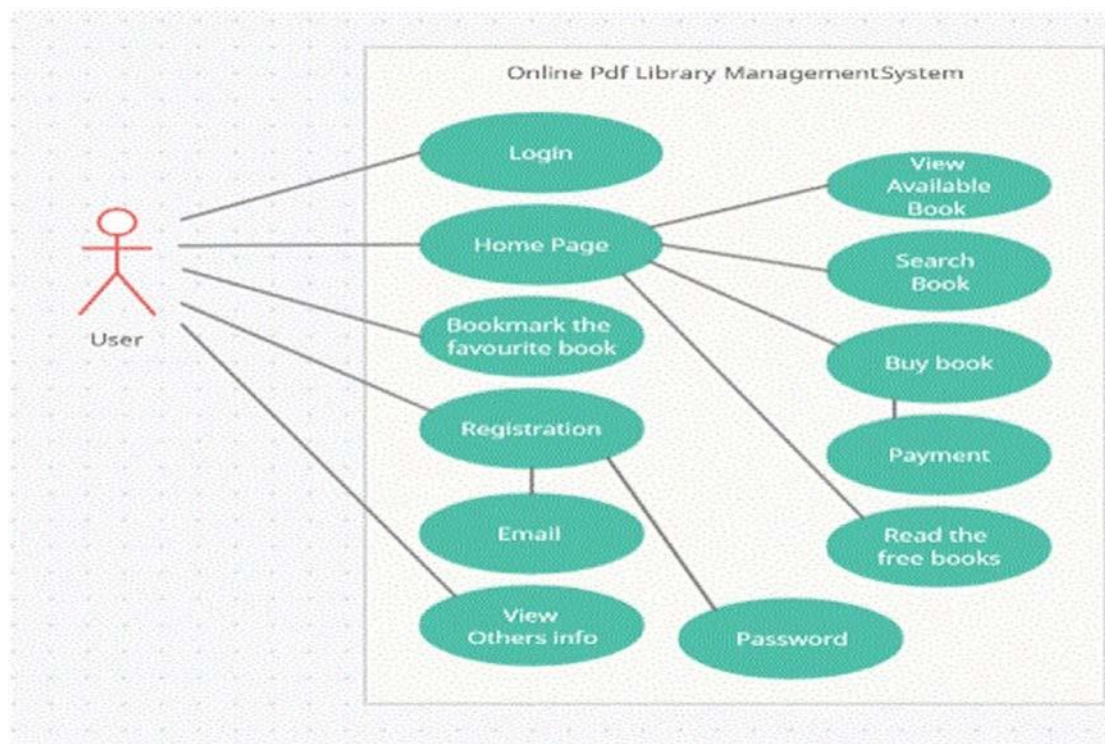 Online Pdf Library ManagementSystem
Login
View
Available
Book
Home Page
Search
Book
User
Bookmark the
favourite book
Buy book
Registration
Payment
Email
Read the
free books
View
Others info
Password